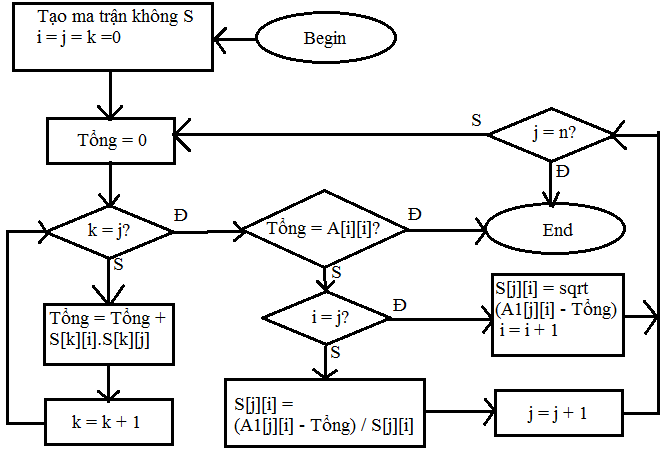 Tạo ma trận không S
i = j = k =0
Begin
Tổng = 0
S
j = n?
Đ
k = j?
Đ
Tổng = A[i][i]?
Đ
End
S
S
Tổng = Tổng +
S[k][i].S[k][j]
i = j?
Đ
S[j][i] = sqrt
(A1[j][i] - Tổng)
i = i + 1
S
k = k + 1
S[j][i] =
(A1[j][i] - Tổng) / S[j][i]
j = j + 1